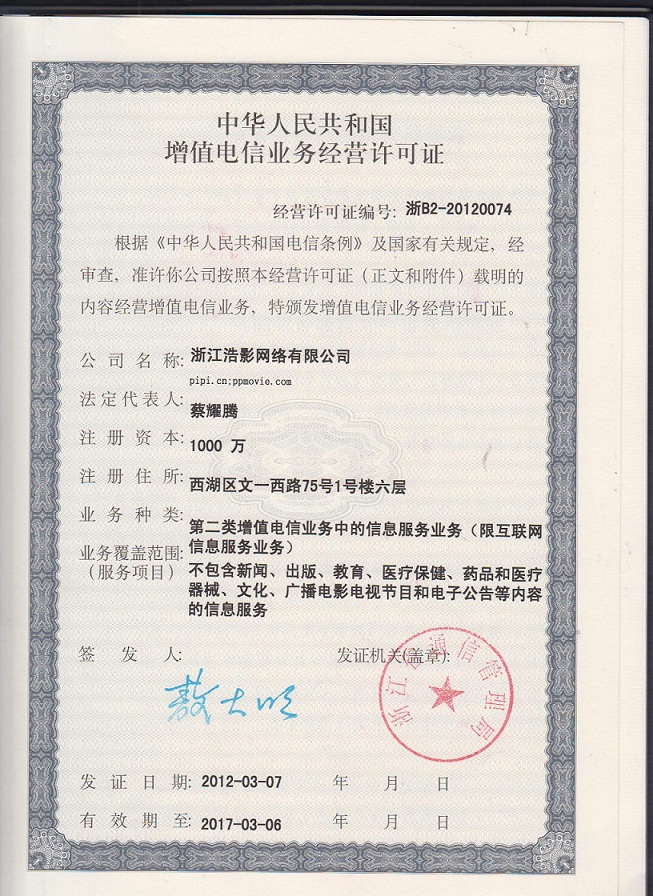 中华人民共和国
增值电信业务经营许可证
经营许可证编号: 浙B2-20120074
根据《中华人民共和国电信条例》及国家有关规定，经
审查，准许你公司按照本经营许可证（正文和附件）载明的
内容经营增值电信业务，特颁发增值电信业务经营许可证。
公司名称: 浙江浩影网络有限公司
pipi.cn;ppmovie.com
法定代表人: 蔡耀腾
注册资本: 1000 万
注册住所: 西湖区文一西路75号1号楼六层
业务种类: 第二类增值电信业务中的信息服务业务（限互联网
信息服务业务）
业务覆盖范围:
（服务项目） 不包含新闻、出版、教育、医疗保健、药品和医疗
器械、文化、广播电影电视节目和电子公告等内容
的信息服务
签发人: 发证机关(盖章):
浙江省通信管理局
发证日期: 2012-03-07 年 月 日
有效期至: 2017-03-06 年 月 日